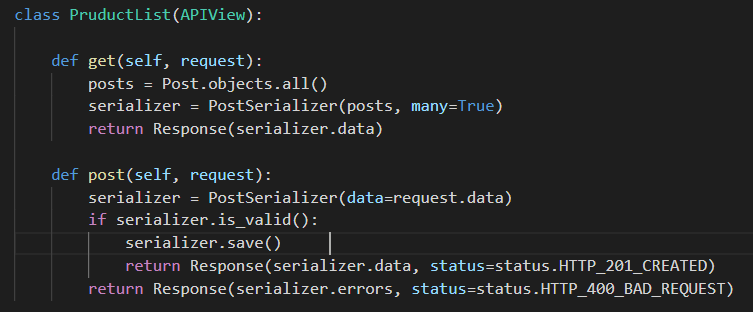 class PruductList(APIView):
def get(self, request):
posts = Post.objects.all()
serializer = PostSerializer(posts, many=True)
return Response(serializer.data)
def post(self, request):
serializer = PostSerializer(data=request.data)
if serializer.is_valid():
serializer.save()
return Response(serializer.data, status=status.HTTP_201_CREATED)
return Response(serializer.errors, status=status.HTTP_400_BAD_REQUEST)